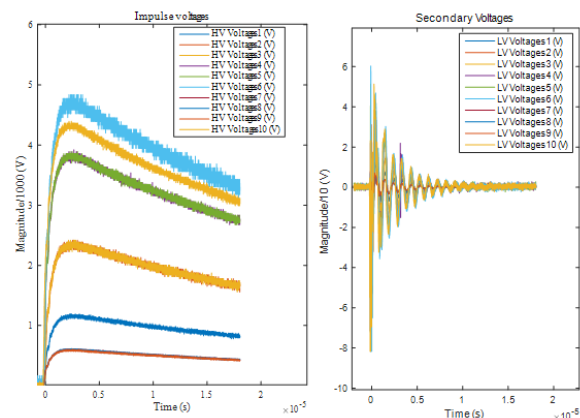 Impulse voltages
6
5
4
3
2
1
Magnitude/1000 (V)
HV Voltages1 (V)
HV Voltages2 (V)
HV Voltages3 (V)
HV Voltages4 (V)
HV Voltages5 (V)
HV Voltages6 (V)
HV Voltages7 (V)
HV Voltages8 (V)
HV Voltages9 (V)
HV Voltages10 (V)
0 0.5 1 1.5 2
Time (s)
×10⁻⁵
Secondary Voltages
6
4
2
0
-2
-4
-6
-8
-10
Magnitude/10 (V)
LV Voltages1 (V)
LV Voltages2 (V)
LV Voltages3 (V)
LV Voltages4 (V)
LV Voltages5 (V)
LV Voltages6 (V)
LV Voltages7 (V)
LV Voltages8 (V)
LV Voltages9 (V)
LV Voltages10 (V)
0 0.5 1 1.5 2
Time (s)
×10⁻⁵